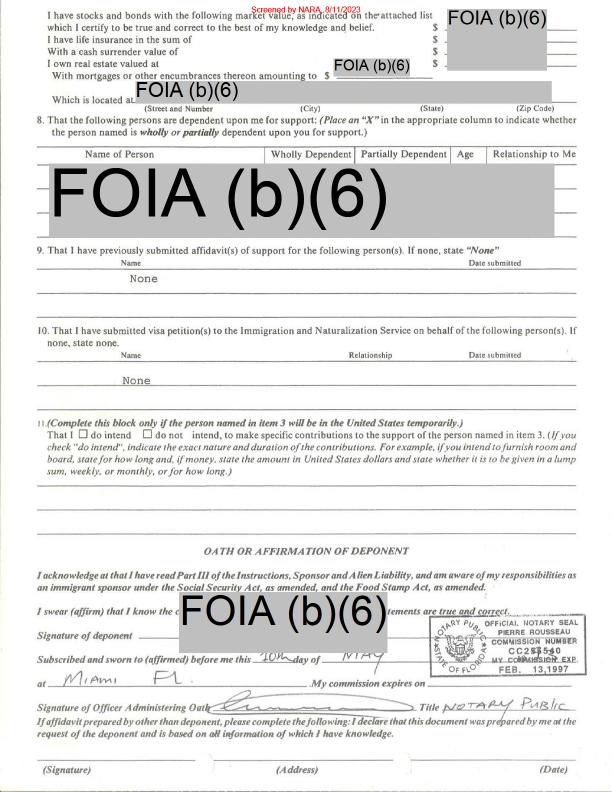 Screened by NARA, 8/11/2023
I have stocks and bonds with the following market value, as indicated on the attached list
which I certify to be true and correct to the best of my knowledge and belief. $ FOIA (b)(6)
I have life insurance in the sum of $
With a cash surrender value of $
I own real estate valued at $
With mortgages or other encumbrances thereon amounting to $ FOIA (b)(6)
Which is located at FOIA (b)(6)
(Street and Number) (City) (State) (Zip Code)
8. That the following persons are dependent upon me for support: (Place an "X" in the appropriate column to indicate whether
the person named is wholly or partially dependent upon you for support.)
Name of Person Wholly Dependent Partially Dependent Age Relationship to Me
FOIA (b)(6)
9. That I have previously submitted affidavit(s) of support for the following person(s). If none, state "None"
Name Date submitted
None
10. That I have submitted visa petition(s) to the Immigration and Naturalization Service on behalf of the following person(s). If
none, state none.
Name Relationship Date submitted
None
11.(Complete this block only if the person named in item 3 will be in the United States temporarily.)
That I ☐ do intend ☐ do not intend, to make specific contributions to the support of the person named in item 3. (If you
check "do intend", indicate the exact nature and duration of the contributions. For example, if you intend to furnish room and
board, state for how long and, if money, state the amount in United States dollars and state whether it is to be given in a lump
sum, weekly, or monthly, or for how long.)
OATH OR AFFIRMATION OF DEPONENT
I acknowledge at that I have read Part III of the Instructions, Sponsor and Alien Liability, and am aware of my responsibilities as
an immigrant sponsor under the Social Security Act, as amended, and the Food Stamp Act, as amended.
I swear (affirm) that I know the c FOIA (b)(6) tements are true and correct.
Signature of deponent
NOTARY PUBLIC STATE OF FLORIDA
OFFICIAL NOTARY SEAL
PIERRE ROUSSEAU
COMMISSION NUMBER
MY COMMISSION EXP.
FEB. 13,1997
Subscribed and sworn to (affirmed) before me this 10th day of MAY
at Miami FL. My commission expires on
Signature of Officer Administering Oath Title NOTARY PUBLIC
If affidavit prepared by other than deponent, please complete the following: I declare that this document was prepared by me at the
request of the deponent and is based on all information of which I have knowledge.
(Signature) (Address) (Date)